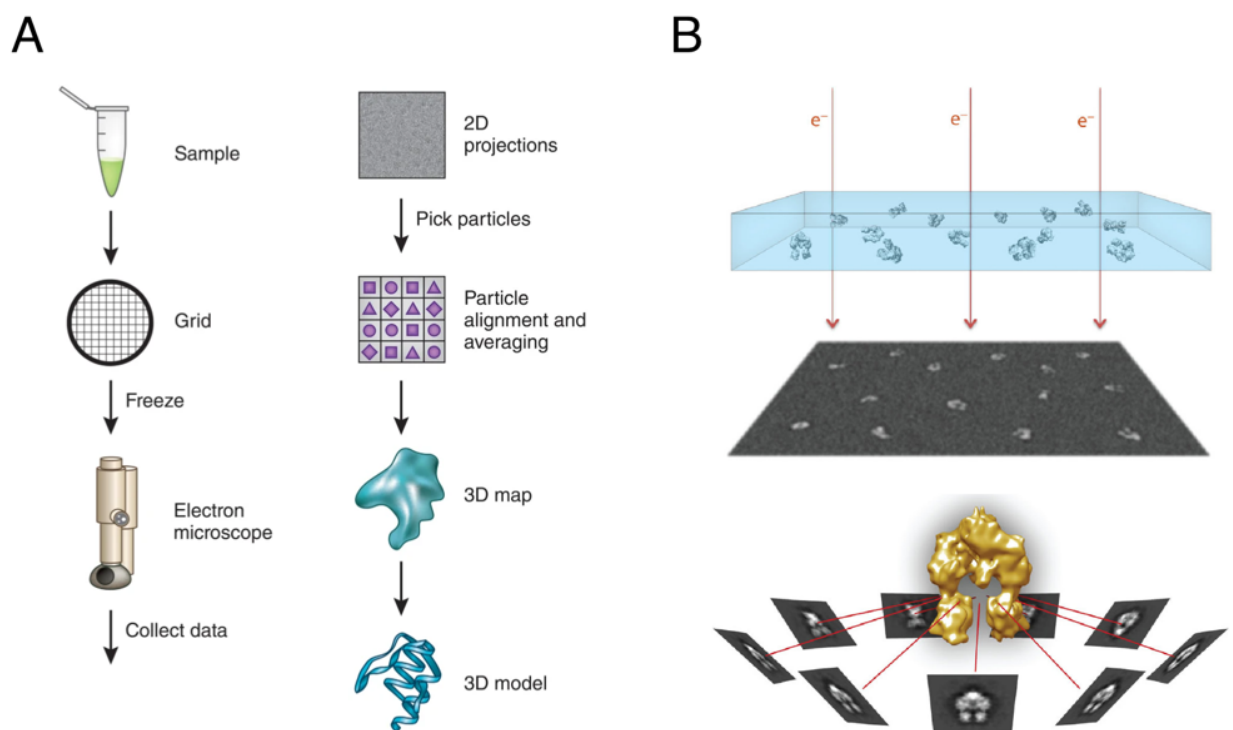 A
Sample
Grid
Freeze
Electron
microscope
Collect data
2D
projections
Pick particles
Particle
alignment and
averaging
3D map
3D model
B
e⁻
e⁻
e⁻